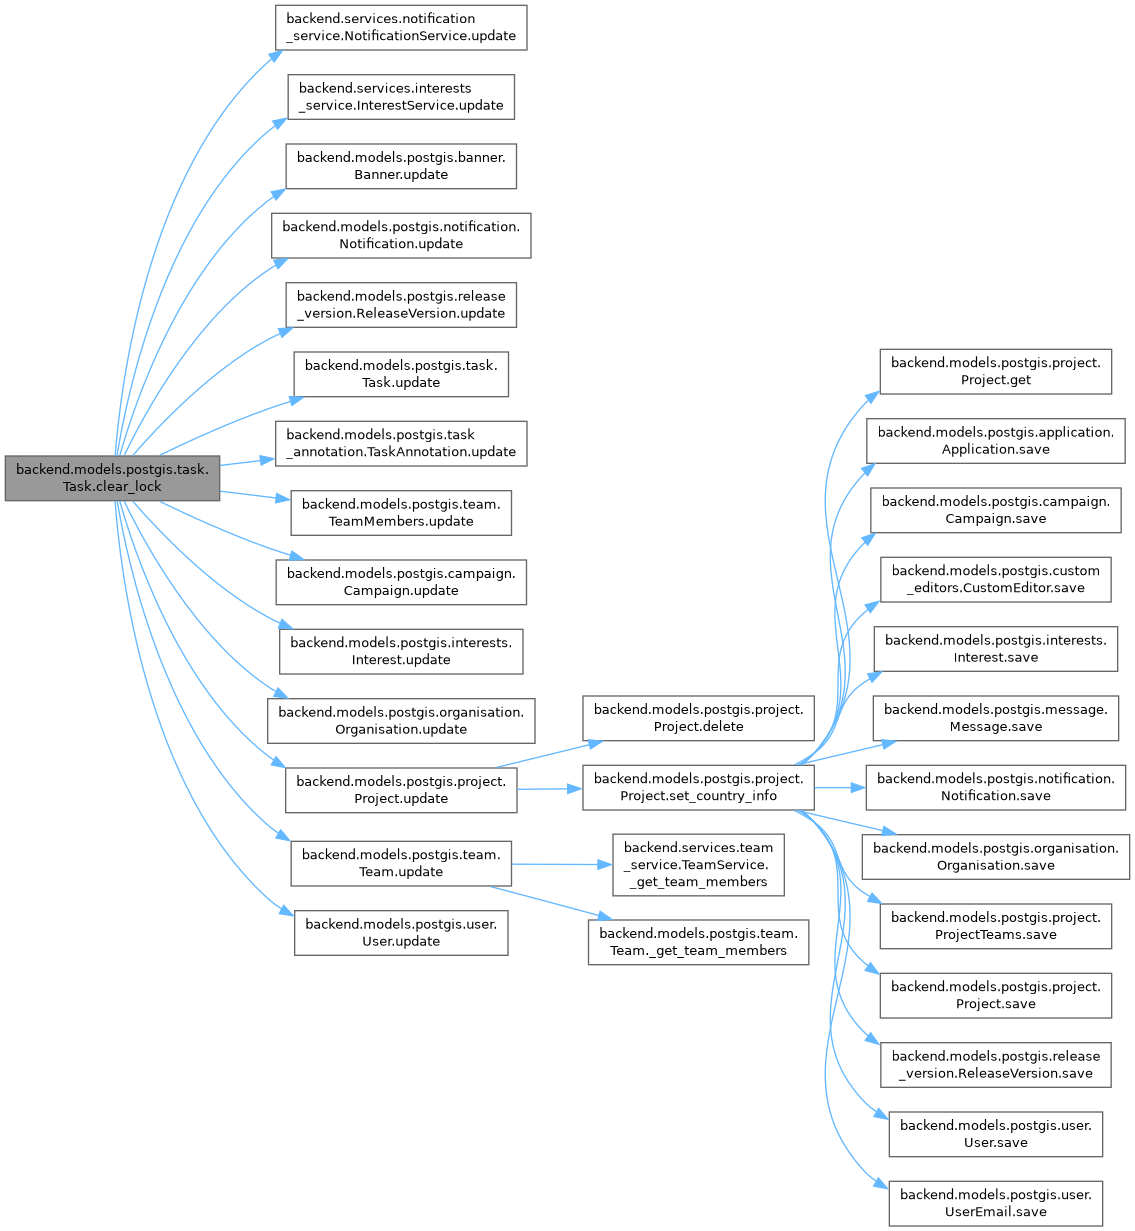 backend.models.postgis.task.
Task.clear_lock
backend.services.notification
_service.NotificationService.update
backend.services.interests
_service.InterestService.update
backend.models.postgis.banner.
Banner.update
backend.models.postgis.notification.
Notification.update
backend.models.postgis.release
_version.ReleaseVersion.update
backend.models.postgis.task.
Task.update
backend.models.postgis.task
_annotation.TaskAnnotation.update
backend.models.postgis.team.
TeamMembers.update
backend.models.postgis.campaign.
Campaign.update
backend.models.postgis.interests.
Interest.update
backend.models.postgis.organisation.
Organisation.update
backend.models.postgis.project.
Project.update
backend.models.postgis.team.
Team.update
backend.models.postgis.user.
User.update
backend.models.postgis.project.
Project.delete
backend.models.postgis.project.
Project.set_country_info
backend.services.team
_service.TeamService.
_get_team_members
backend.models.postgis.team.
Team._get_team_members
backend.models.postgis.project.
Project.get
backend.models.postgis.application.
Application.save
backend.models.postgis.campaign.
Campaign.save
backend.models.postgis.custom
_editors.CustomEditor.save
backend.models.postgis.interests.
Interest.save
backend.models.postgis.message.
Message.save
backend.models.postgis.notification.
Notification.save
backend.models.postgis.organisation.
Organisation.save
backend.models.postgis.project.
ProjectTeams.save
backend.models.postgis.project.
Project.save
backend.models.postgis.release
_version.ReleaseVersion.save
backend.models.postgis.user.
User.save
backend.models.postgis.user.
UserEmail.save